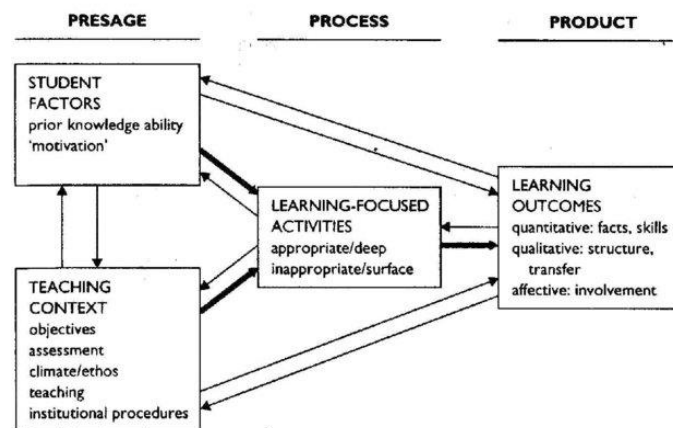 PRESAGE
PROCESS
PRODUCT
STUDENT
FACTORS
prior knowledge ability
'motivation'
LEARNING-FOCUSED
ACTIVITIES
appropriate/deep
inappropriate/surface
LEARNING
OUTCOMES
quantitative: facts, skills
qualitative: structure,
transfer
affective: involvement
TEACHING
CONTEXT
objectives
assessment
climate/ethos
teaching
institutional procedures